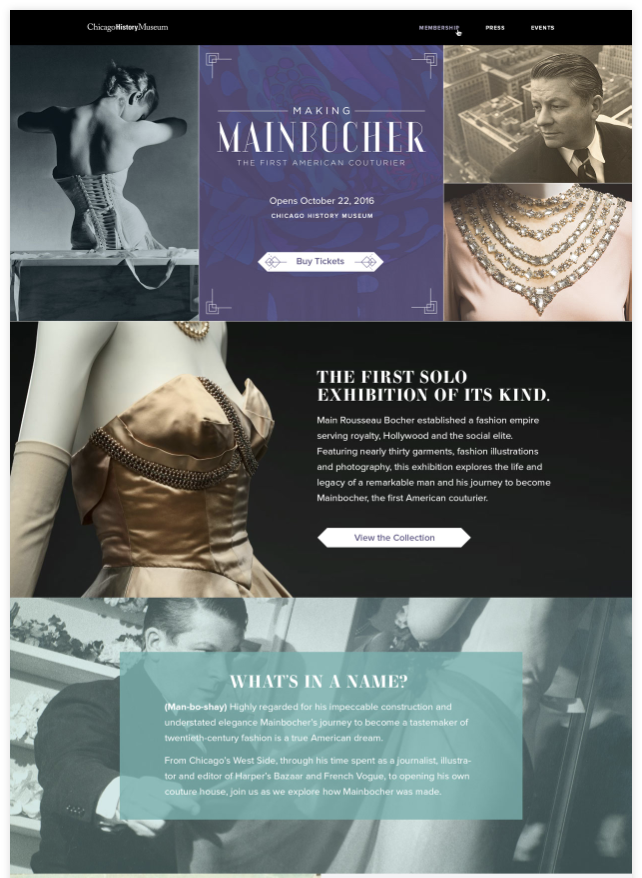 ChicagoHistoryMuseum
MEMBERSHIP PRESS EVENTS
MAKING
MAINBOCHER
THE FIRST AMERICAN COUTURIER
Opens October 22, 2016
CHICAGO HISTORY MUSEUM
Buy Tickets
THE FIRST SOLO
EXHIBITION OF ITS KIND.
Main Rousseau Bocher established a fashion empire
serving royalty, Hollywood and the social elite.
Featuring nearly thirty garments, fashion illustrations
and photography, this exhibition explores the life and
legacy of a remarkable man and his journey to become
Mainbocher, the first American couturier.
View the Collection
WHAT'S IN A NAME?
(Man-bo-shay) Highly regarded for his impeccable construction and
understated elegance Mainbocher's journey to become a tastemaker of
twentieth-century fashion is a true American dream.
From Chicago's West Side, through his time spent as a journalist, illustra-
tor and editor of Harper's Bazaar and French Vogue, to opening his own
couture house, join us as we explore how Mainbocher was made.